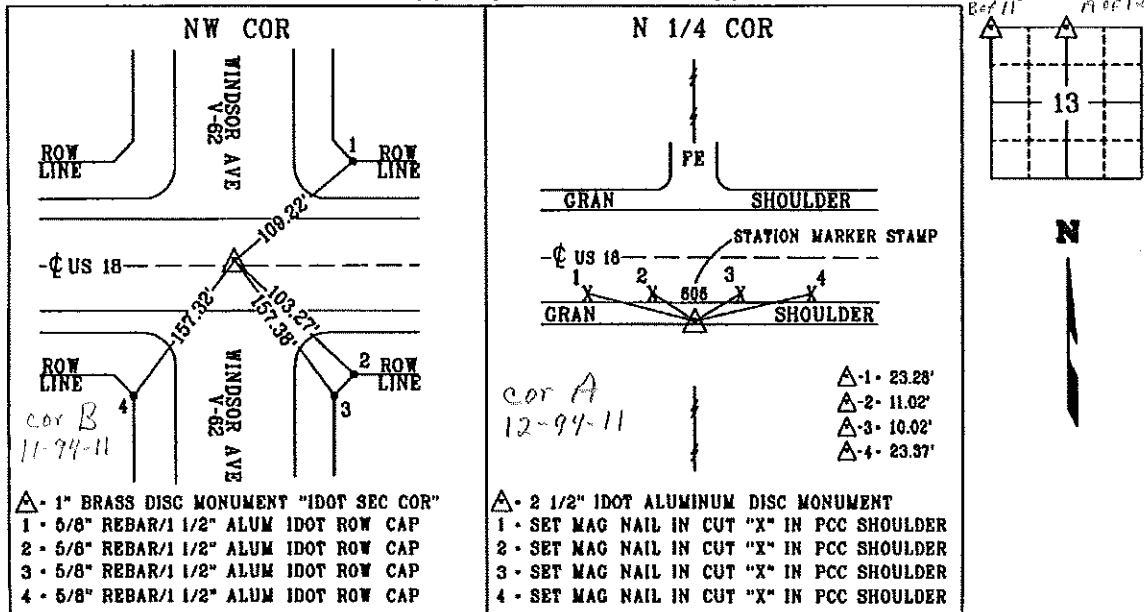 NW COR
WINDSOR AVE
V-62
ROW
LINE
1
ROW
LINE
109.22'
℄ US 18
157.32'
103.27'
157.38'
ROW
LINE
2
ROW
LINE
4
3
WINDSOR AVE
V-62
cor B
11-94-11
△ - 1" BRASS DISC MONUMENT "IDOT SEC COR"
1 - 5/8" REBAR/1 1/2" ALUM IDOT ROW CAP
2 - 5/8" REBAR/1 1/2" ALUM IDOT ROW CAP
3 - 5/8" REBAR/1 1/2" ALUM IDOT ROW CAP
4 - 5/8" REBAR/1 1/2" ALUM IDOT ROW CAP
N 1/4 COR
FE
GRAN SHOULDER
STATION MARKER STAMP
℄ US 18
1 2 3 4
X X 606 X X
GRAN SHOULDER
cor A
12-94-11
△-1 - 23.28'
△-2 - 11.02'
△-3 - 10.02'
△-4 - 23.37'
△ - 2 1/2" IDOT ALUMINUM DISC MONUMENT
1 - SET MAG NAIL IN CUT "X" IN PCC SHOULDER
2 - SET MAG NAIL IN CUT "X" IN PCC SHOULDER
3 - SET MAG NAIL IN CUT "X" IN PCC SHOULDER
4 - SET MAG NAIL IN CUT "X" IN PCC SHOULDER
B of 11
13
N